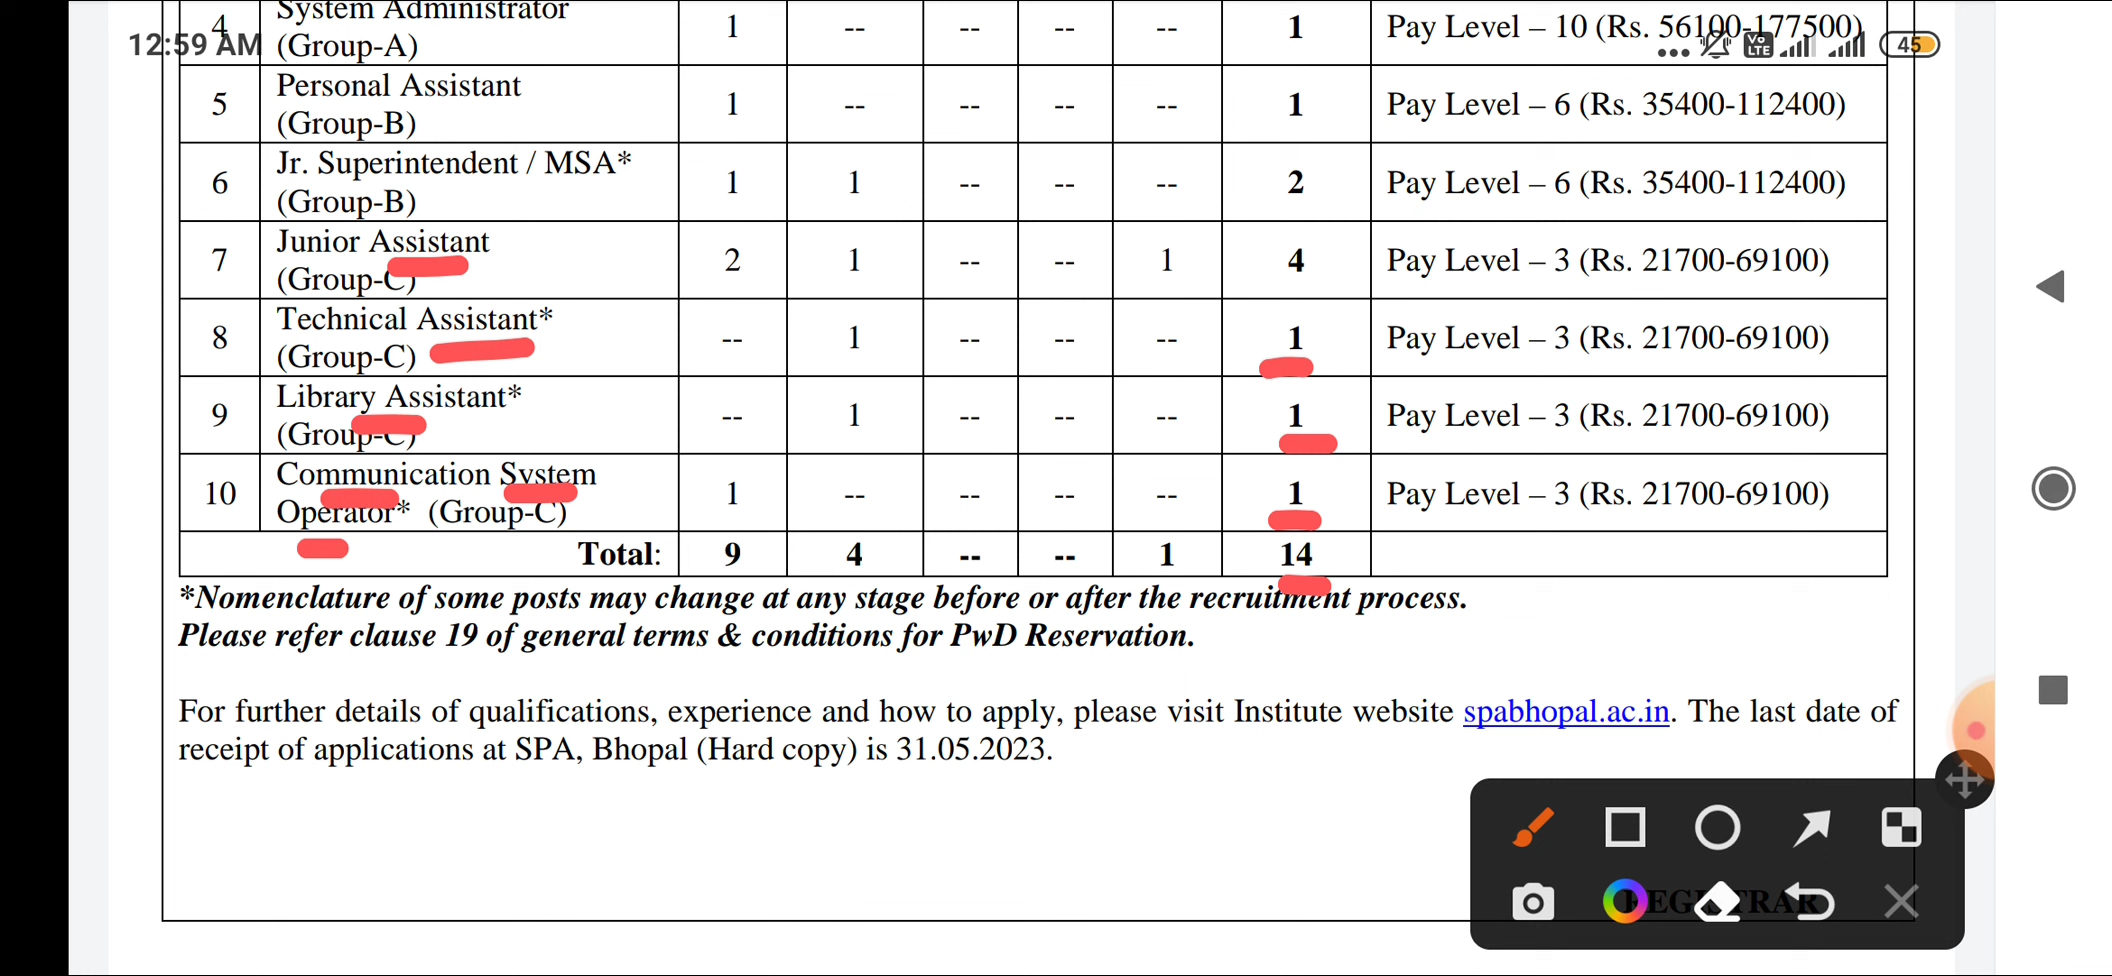 4 System Administrator (Group-A) 1 -- -- -- -- 1 Pay Level – 10 (Rs. 56100-177500)
12:59 AM VO LTE 45
5 Personal Assistant (Group-B) 1 -- -- -- -- 1 Pay Level – 6 (Rs. 35400-112400)
6 Jr. Superintendent / MSA* (Group-B) 1 1 -- -- -- 2 Pay Level – 6 (Rs. 35400-112400)
7 Junior Assistant (Group-C) 2 1 -- -- 1 4 Pay Level – 3 (Rs. 21700-69100)
8 Technical Assistant* (Group-C) -- 1 -- -- -- 1 Pay Level – 3 (Rs. 21700-69100)
9 Library Assistant* (Group-C) -- 1 -- -- -- 1 Pay Level – 3 (Rs. 21700-69100)
10 Communication System Operator* (Group-C) 1 -- -- -- -- 1 Pay Level – 3 (Rs. 21700-69100)
Total: 9 4 -- -- 1 14
*Nomenclature of some posts may change at any stage before or after the recruitment process.
Please refer clause 19 of general terms & conditions for PwD Reservation.
For further details of qualifications, experience and how to apply, please visit Institute website spabhopal.ac.in. The last date of
receipt of applications at SPA, Bhopal (Hard copy) is 31.05.2023.